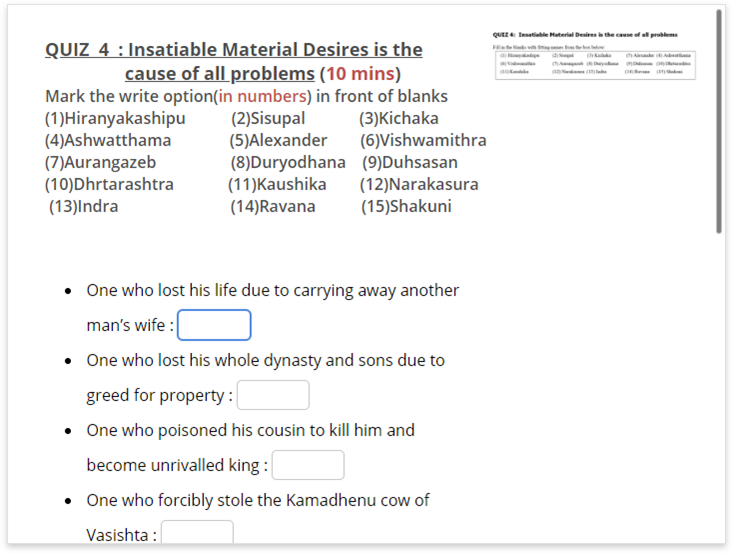 QUIZ 4 : Insatiable Material Desires is the
cause of all problems (10 mins)
Mark the write option(in numbers) in front of blanks
(1)Hiranyakashipu (2)Sisupal (3)Kichaka
(4)Ashwatthama (5)Alexander (6)Vishwamithra
(7)Aurangazeb (8)Duryodhana (9)Duhsasan
(10)Dhrtarashtra (11)Kaushika (12)Narakasura
(13)Indra (14)Ravana (15)Shakuni
QUIZ 4: Insatiable Material Desires is the cause of all problems
Fill in the blanks with fitting names from the box below:
One who lost his life due to carrying away another
man’s wife :
One who lost his whole dynasty and sons due to
greed for property :
One who poisoned his cousin to kill him and
become unrivalled king :
One who forcibly stole the Kamadhenu cow of
Vasishta :